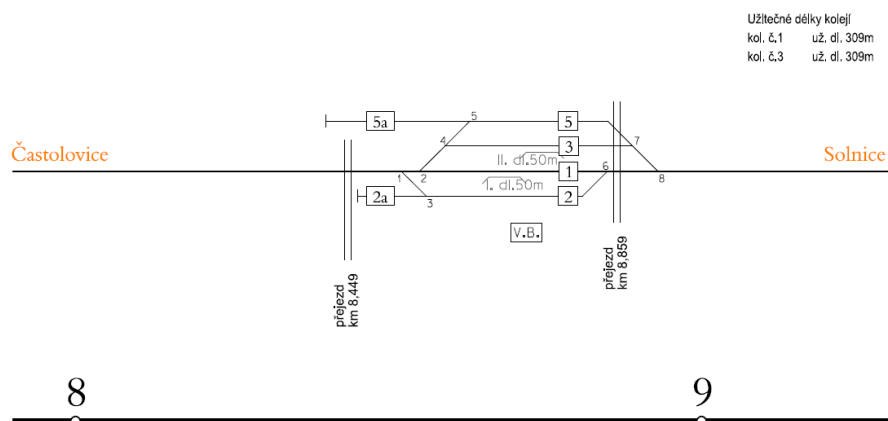 Užitečné délky kolejí
kol. č.1 už. dl. 309m
kol. č.3 už. dl. 309m
5a 5 5
4 3 7
Častolovice II. dl.50m Solnice
1 2 1 6 8
I. dl.50m
2a 3 2
V.B.
přejezd
km 8,449
přejezd
km 8,859
8 9